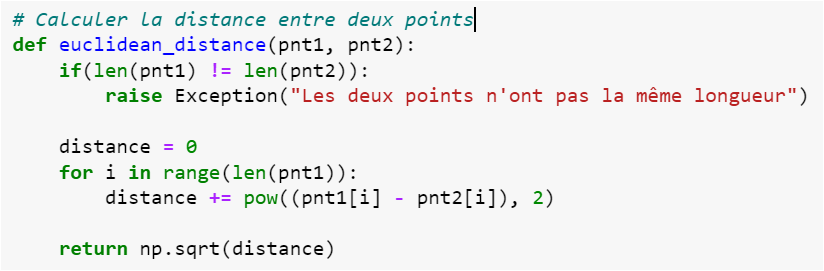 # Calculer la distance entre deux points
def euclidean_distance(pnt1, pnt2):
    if(len(pnt1) != len(pnt2)):
        raise Exception("Les deux points n'ont pas la même longueur")

    distance = 0
    for i in range(len(pnt1)):
        distance += pow((pnt1[i] - pnt2[i]), 2)

    return np.sqrt(distance)